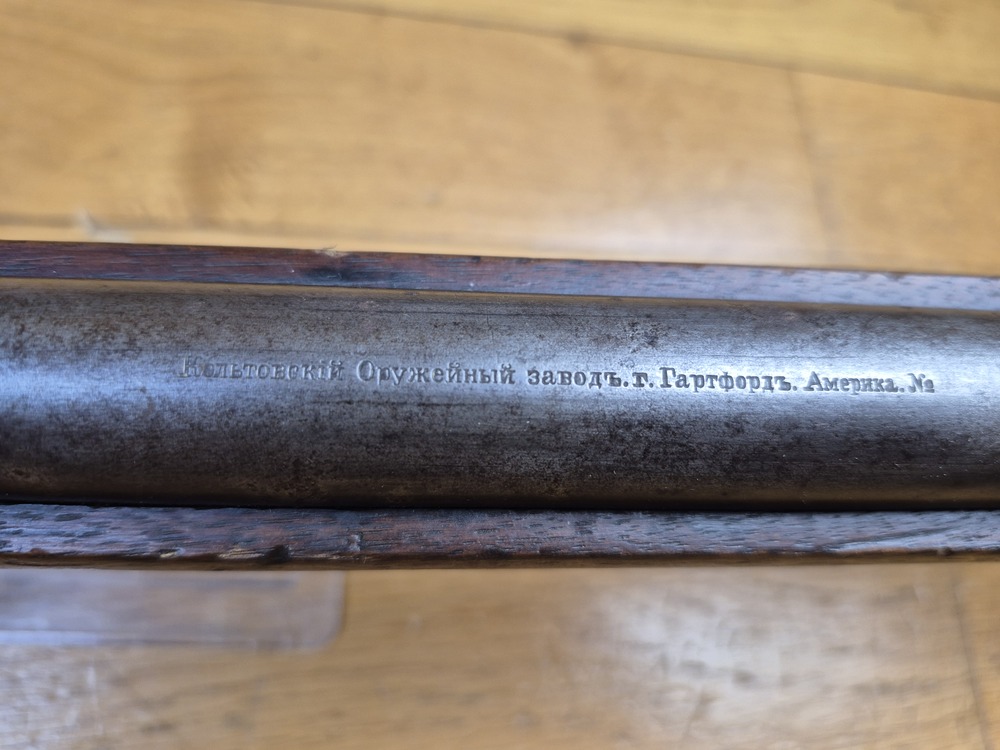 Кольтовскій Оружейный заводъ. г. Гартфордъ. Америка. №